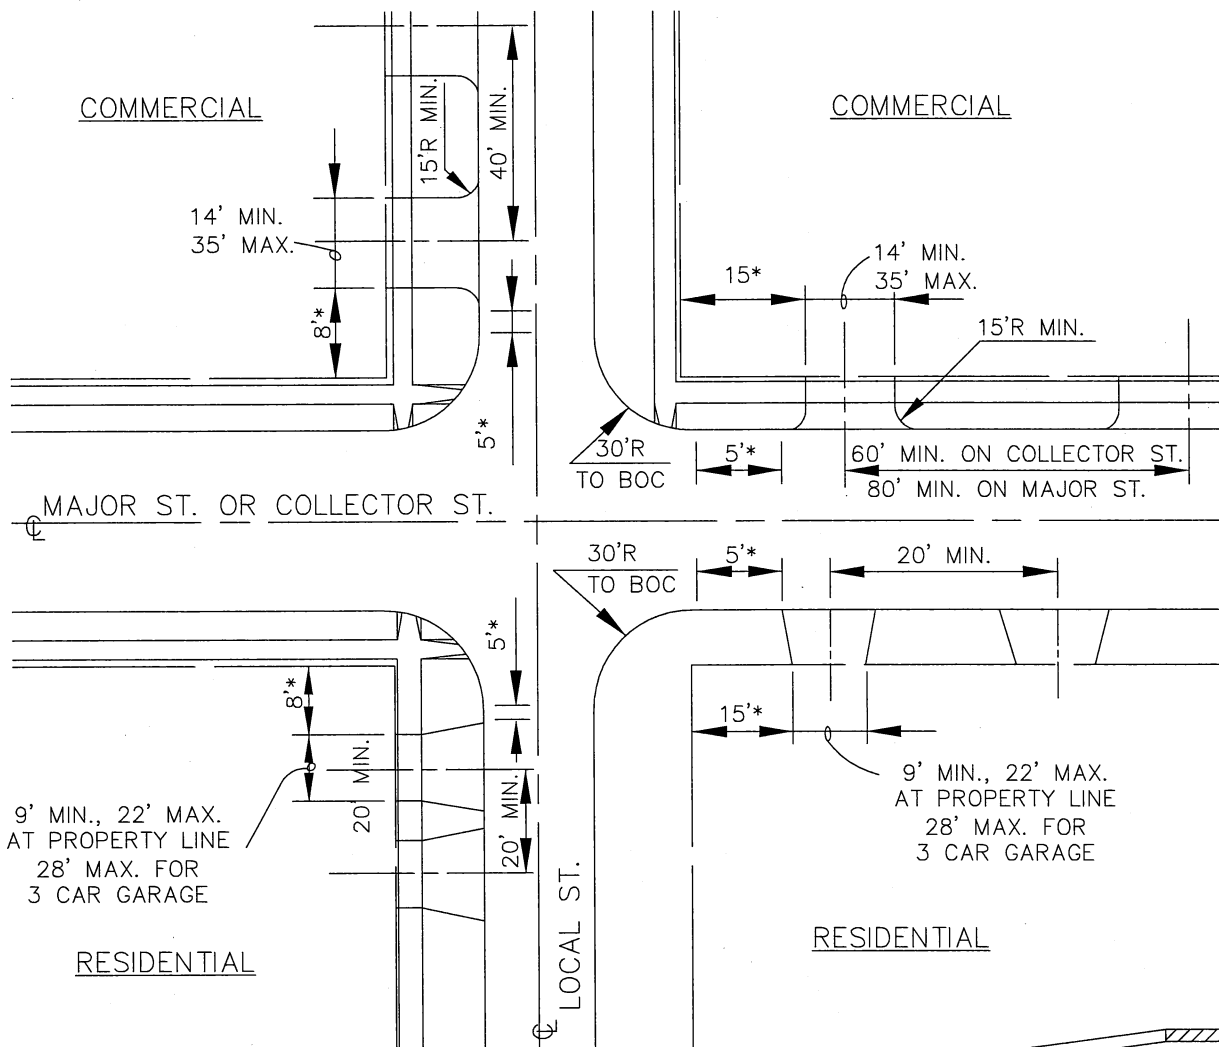 COMMERCIAL
COMMERCIAL
15'R MIN.
40' MIN.
14' MIN.
35' MAX.
8'*
5'*
15*
14' MIN.
35' MAX.
15'R MIN.
30'R
TO BOC
5'*
60' MIN. ON COLLECTOR ST.
80' MIN. ON MAJOR ST.
MAJOR ST. OR COLLECTOR ST.
℄
30'R
TO BOC
5'*
20' MIN.
5'*
8'*
15'*
20' MIN.
20' MIN.
9' MIN., 22' MAX.
AT PROPERTY LINE
28' MAX. FOR
3 CAR GARAGE
9' MIN., 22' MAX.
AT PROPERTY LINE
28' MAX. FOR
3 CAR GARAGE
LOCAL ST.
℄
RESIDENTIAL
RESIDENTIAL